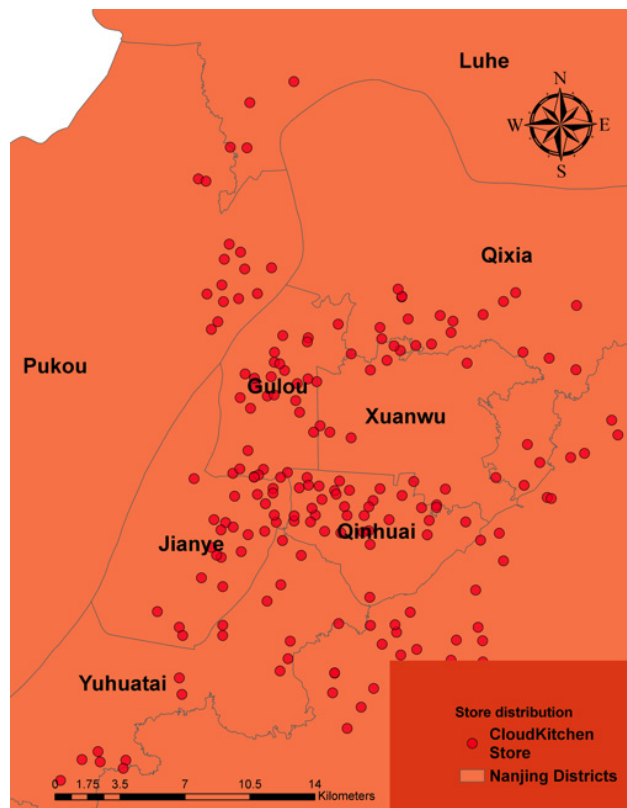 Luhe
N
W E
S
Qixia
Pukou
Gulou
Xuanwu
Jianye
Qinhuai
Yuhuatai
Store distribution
CloudKitchen
Store
Nanjing Districts
0 1.75 3.5 7 10.5 14
Kilometers